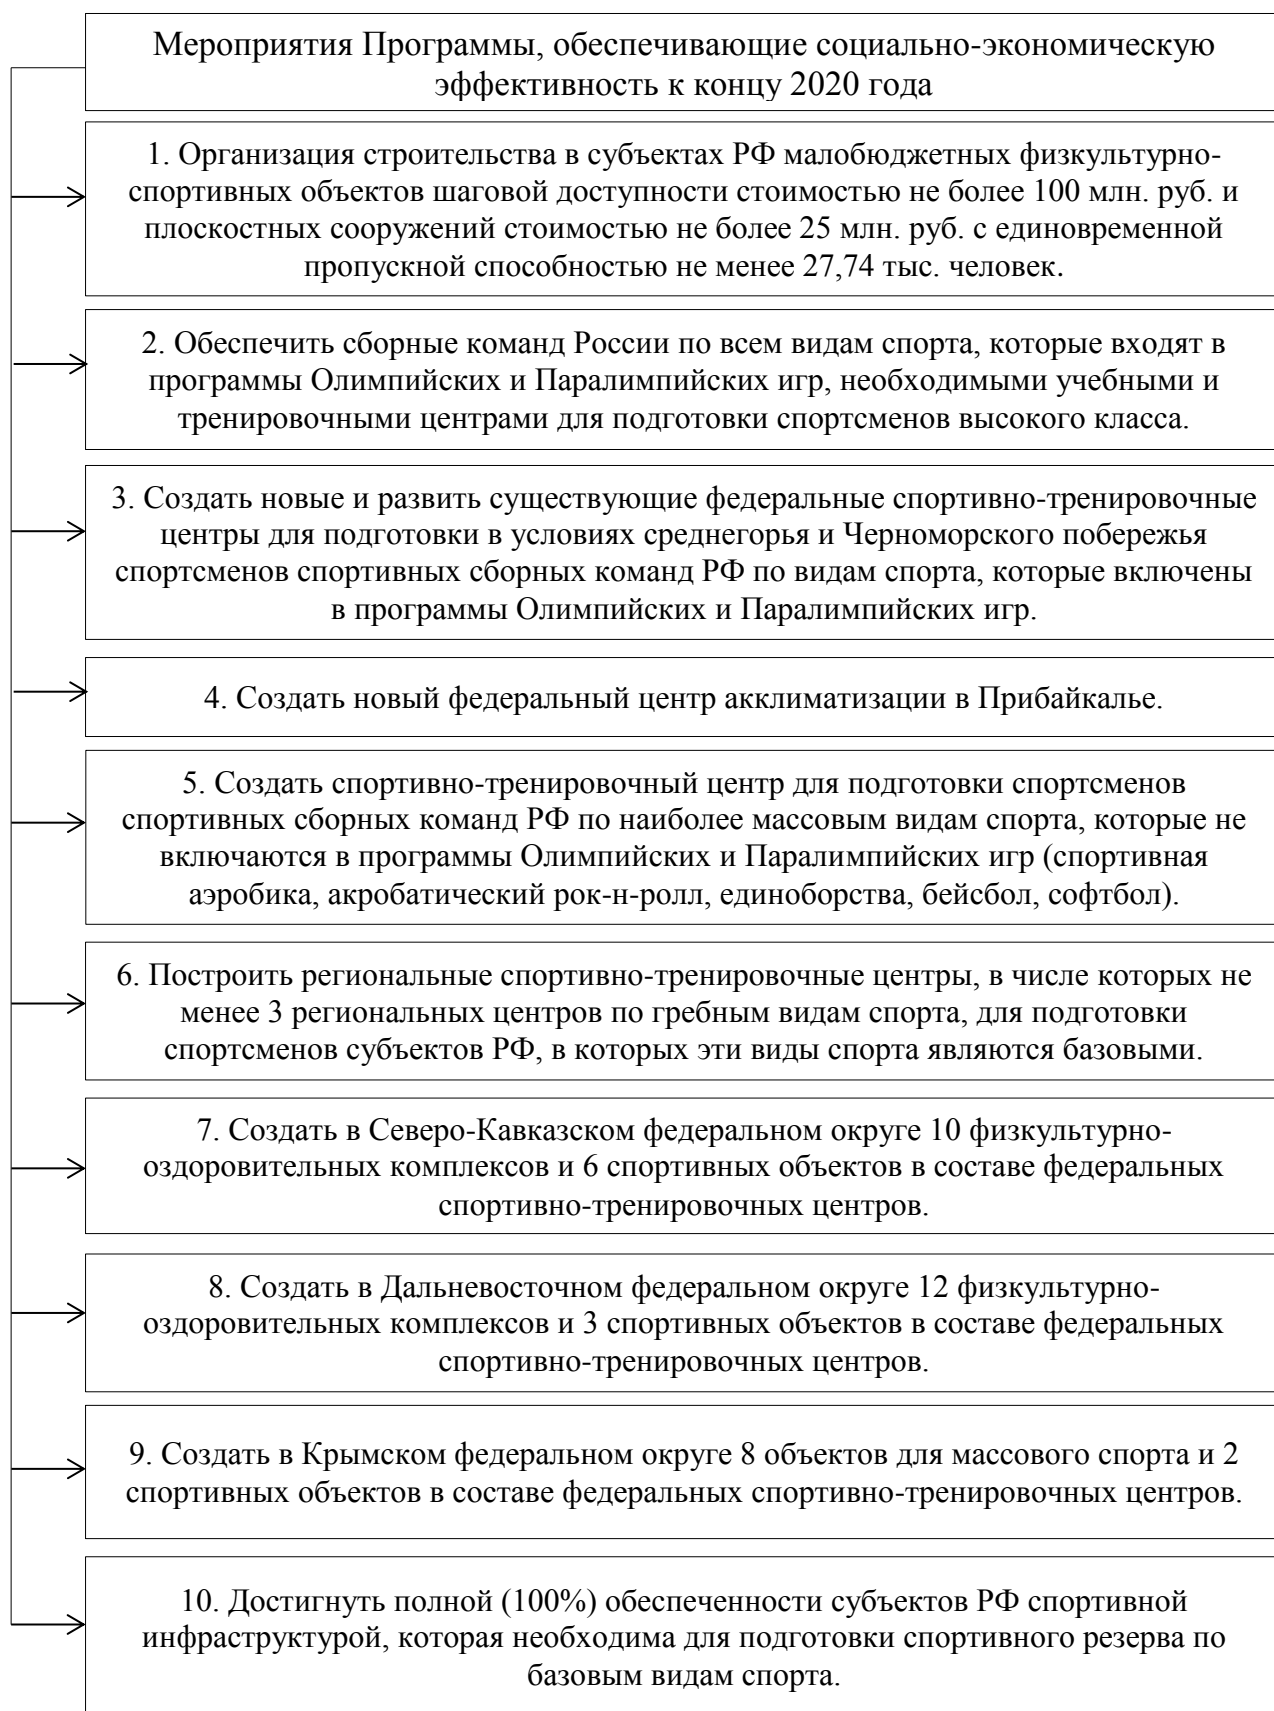 Мероприятия Программы, обеспечивающие социально-экономическую
эффективность к концу 2020 года
1. Организация строительства в субъектах РФ малобюджетных физкультурно-
спортивных объектов шаговой доступности стоимостью не более 100 млн. руб. и
плоскостных сооружений стоимостью не более 25 млн. руб. с единовременной
пропускной способностью не менее 27,74 тыс. человек.
2. Обеспечить сборные команд России по всем видам спорта, которые входят в
программы Олимпийских и Паралимпийских игр, необходимыми учебными и
тренировочными центрами для подготовки спортсменов высокого класса.
3. Создать новые и развить существующие федеральные спортивно-тренировочные
центры для подготовки в условиях среднегорья и Черноморского побережья
спортсменов спортивных сборных команд РФ по видам спорта, которые включены
в программы Олимпийских и Паралимпийских игр.
4. Создать новый федеральный центр акклиматизации в Прибайкалье.
5. Создать спортивно-тренировочный центр для подготовки спортсменов
спортивных сборных команд РФ по наиболее массовым видам спорта, которые не
включаются в программы Олимпийских и Паралимпийских игр (спортивная
аэробика, акробатический рок-н-ролл, единоборства, бейсбол, софтбол).
6. Построить региональные спортивно-тренировочные центры, в числе которых не
менее 3 региональных центров по гребным видам спорта, для подготовки
спортсменов субъектов РФ, в которых эти виды спорта являются базовыми.
7. Создать в Северо-Кавказском федеральном округе 10 физкультурно-
оздоровительных комплексов и 6 спортивных объектов в составе федеральных
спортивно-тренировочных центров.
8. Создать в Дальневосточном федеральном округе 12 физкультурно-
оздоровительных комплексов и 3 спортивных объектов в составе федеральных
спортивно-тренировочных центров.
9. Создать в Крымском федеральном округе 8 объектов для массового спорта и 2
спортивных объектов в составе федеральных спортивно-тренировочных центров.
10. Достигнуть полной (100%) обеспеченности субъектов РФ спортивной
инфраструктурой, которая необходима для подготовки спортивного резерва по
базовым видам спорта.